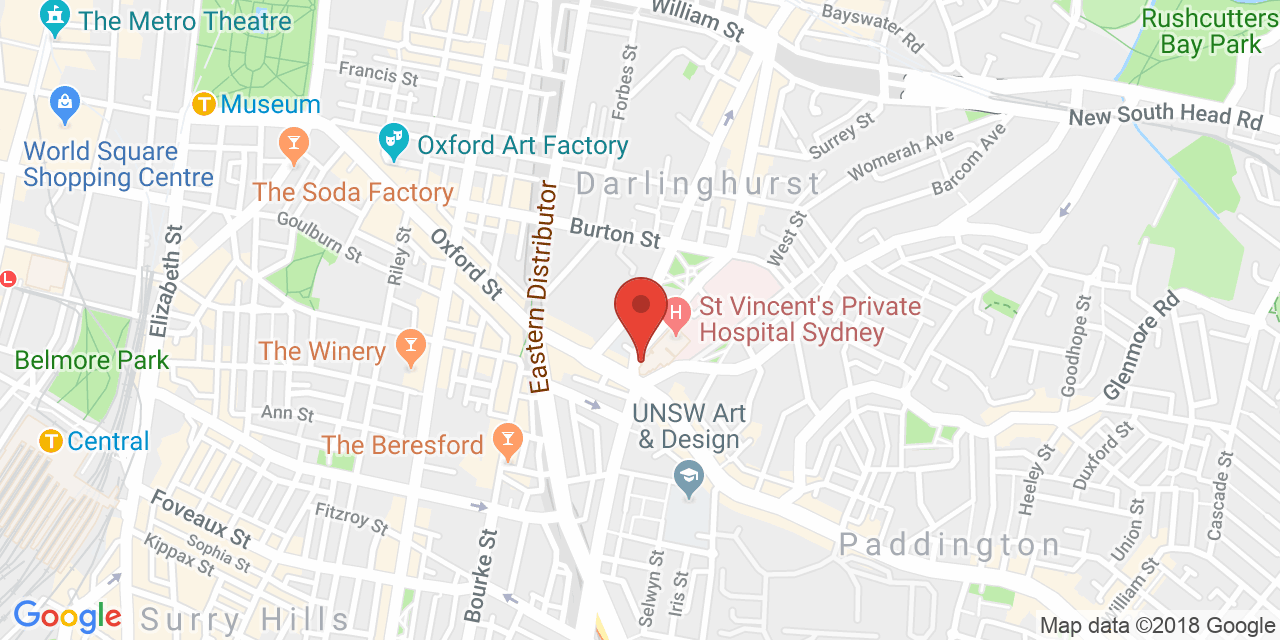 The Metro Theatre
William St
Bayswater Rd
Rushcutters
Bay Park
Francis St
Forbes St
Museum
New South Head Rd
Surrey St
Womerah Ave
Barcom Ave
World Square
Shopping Centre
Oxford Art Factory
The Soda Factory
Darlinghurst
Goulburn St
Riley St
Oxford St
Burton St
West St
Elizabeth St
Eastern Distributor
L
H
St Vincent's Private
Hospital Sydney
Goodhope St
Glenmore Rd
Belmore Park
The Winery
Ann St
UNSW Art
& Design
T
Central
The Beresford
Heeley St
Duxford St
Cascade St
Foveaux St
Fitzroy St
Sophia St
Kippax St
Bourke St
Selwyn St
Iris St
Paddington
Union St
William St
Google
Surry Hills
T
Map data ©2018 Google